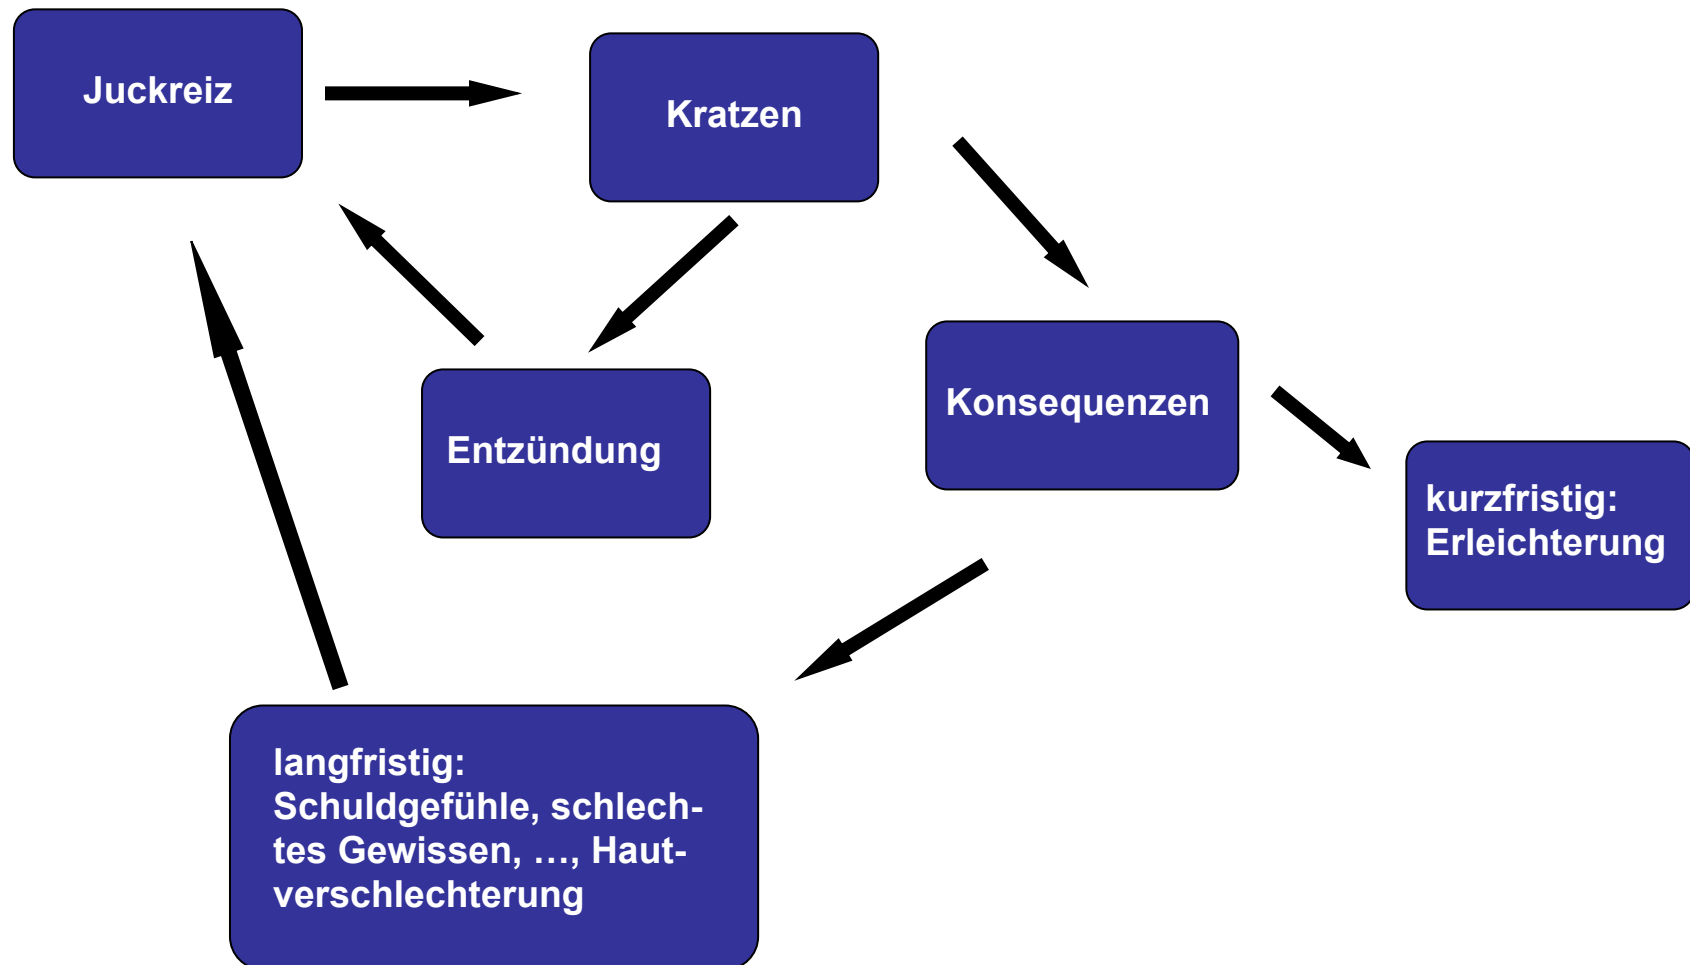 Juckreiz
Kratzen
Konsequenzen
Entzündung
kurzfristig:
Erleichterung
langfristig:
Schuldgefühle, schlech-
tes Gewissen, …, Haut-
verschlechterung